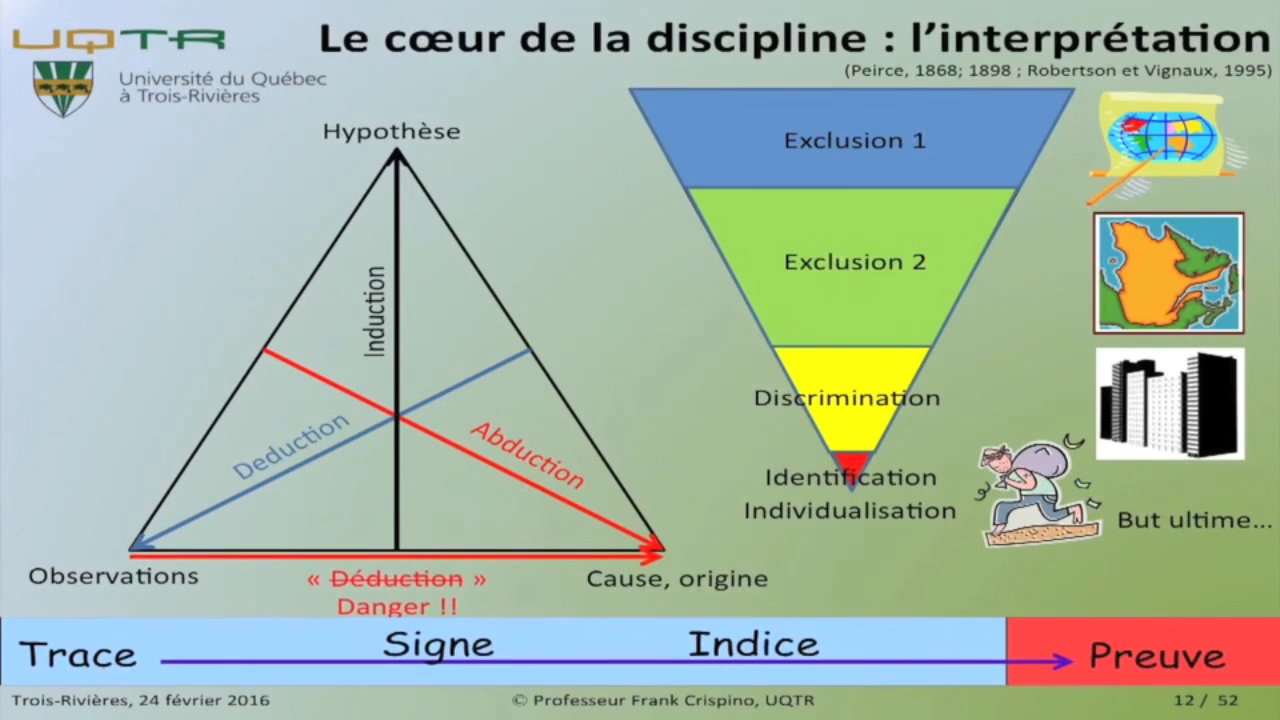 UQTR
Université du Québec
à Trois-Rivières
Le cœur de la discipline : l'interprétation
(Peirce, 1868; 1898 ; Robertson et Vignaux, 1995)
Hypothèse
Induction
Deduction
Abduction
Observations
« Déduction »
Danger !!
Cause, origine
Exclusion 1
Exclusion 2
Discrimination
Identification
Individualisation
But ultime...
Trace
Signe
Indice
Preuve
Trois-Rivières, 24 février 2016
© Professeur Frank Crispino, UQTR
12 / 52